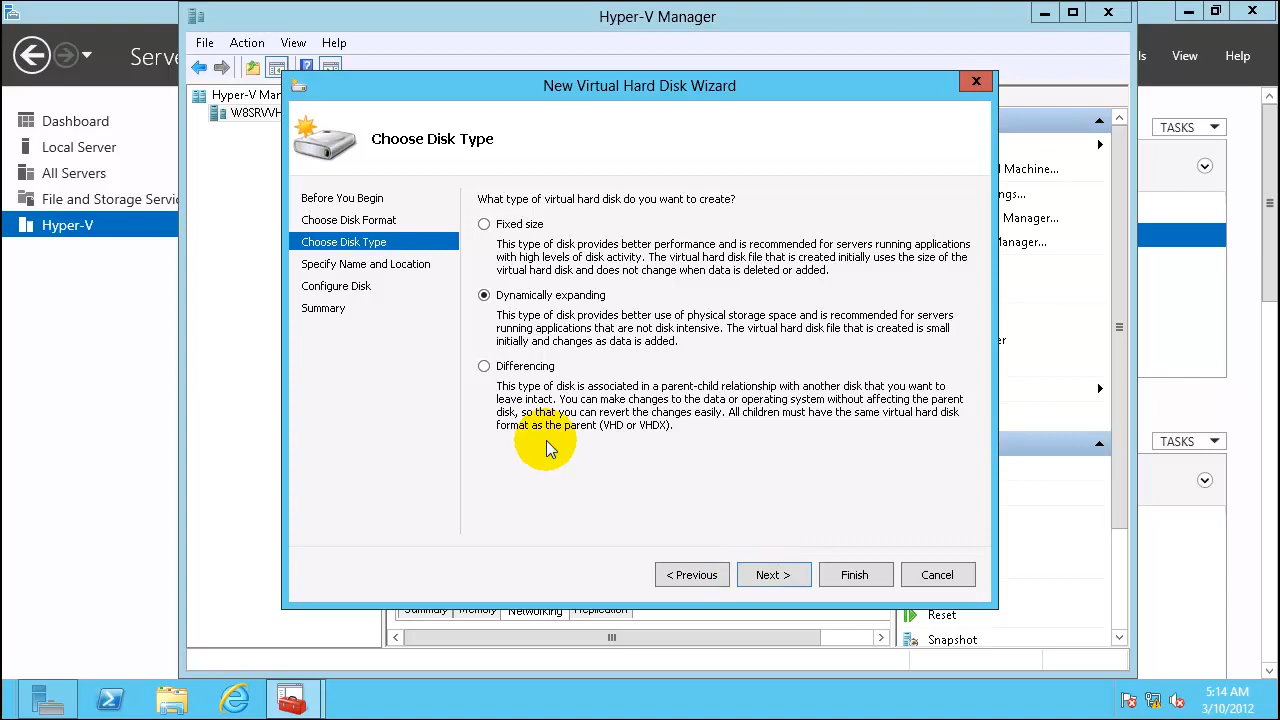 Hyper-V Manager
Serve
File Action View Help
ls View Help
New Virtual Hard Disk Wizard
Hyper-V Mar
W8SRVH
Dashboard
Local Server
All Servers
File and Storage Servic
Hyper-V
Choose Disk Type
Before You Begin
Choose Disk Format
Choose Disk Type
Specify Name and Location
Configure Disk
Summary
What type of virtual hard disk do you want to create?
Fixed size
This type of disk provides better performance and is recommended for servers running applications
with high levels of disk activity. The virtual hard disk file that is created initially uses the size of the
virtual hard disk and does not change when data is deleted or added.
Dynamically expanding
This type of disk provides better use of physical storage space and is recommended for servers
running applications that are not disk intensive. The virtual hard disk file that is created is small
initially and changes as data is added.
Differencing
This type of disk is associated in a parent-child relationship with another disk that you want to
leave intact. You can make changes to the data or operating system without affecting the parent
disk, so that you can revert the changes easily. All children must have the same virtual hard disk
format as the parent (VHD or VHDX).
< Previous
Next >
Finish
Cancel
l Machine...
ngs...
Manager...
Manager...
er
TASKS
TASKS
Summary Memory Networking Replication
Reset
Snapshot
5:14 AM
3/10/2012